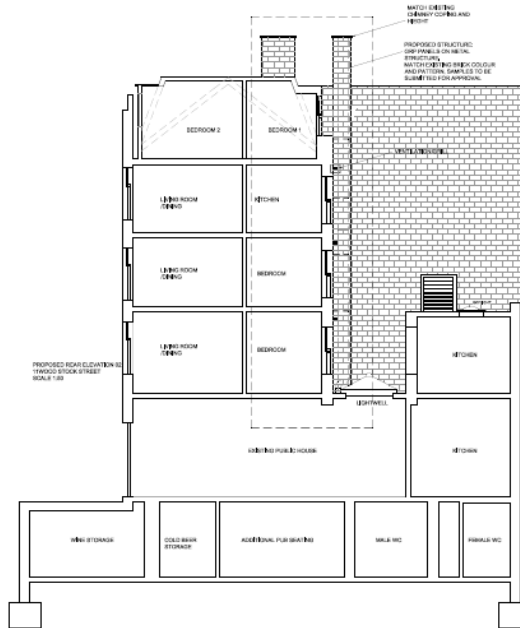 MATCH EXISTING
CHIMNEY COPING AND
HEIGHT
PROPOSED STRUCTURE:
GRP PANELS ON METAL
STRUCTURE,
MATCH EXISTING BRICK COLOUR
AND PATTERN, SAMPLES TO BE
SUBMITTED FOR APPROVAL
BEDROOM 2
BEDROOM 1
VENTILATION GRILL
LIVING ROOM
/DINING
KITCHEN
LIVING ROOM
/DINING
BEDROOM
LIVING ROOM
/DINING
BEDROOM
KITCHEN
PROPOSED REAR ELEVATION 02
11WOOD STOCK STREET
SCALE 1:50
LIGHTWELL
EXISTING PUBLIC HOUSE
KITCHEN
WINE STORAGE
COLD BEER
STORAGE
ADDITIONAL PUB SEATING
MALE WC
FEMALE WC